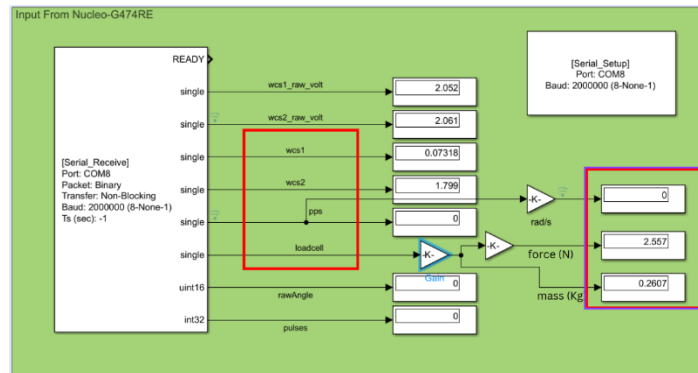 Input From Nucleo-G474RE
READY
single
wcs1_raw_volt
2.052
single
wcs2_raw_volt
2.061
single
wcs1
0.07318
single
wcs2
1.799
single
pps
0
single
loadcell
uint16
rawAngle
0
int32
pulses
0
[Serial_Receive]
Port: COM8
Packet: Binary
Transfer: Non-Blocking
Baud: 2000000 (8-None-1)
Ts (sec): -1
[Serial_Setup]
Port: COM8
Baud: 2000000 (8-None-1)
-K-
rad/s
0
-K-
Gain
-K-
force (N)
2.557
mass (Kg
0.2607